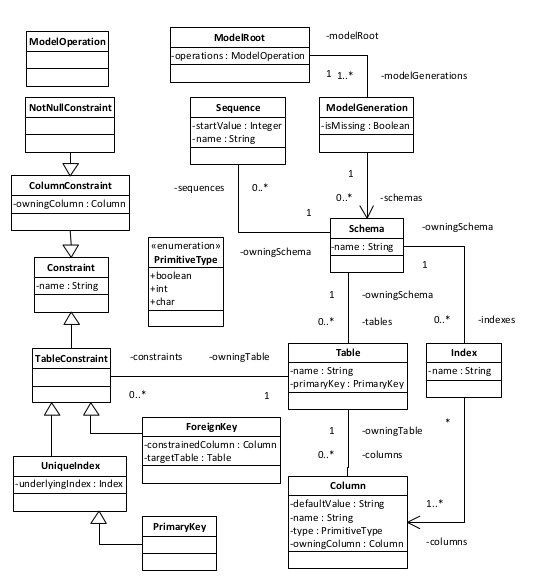 ModelOperation
ModelRoot
-operations : ModelOperation
-modelRoot
1
1..*
-modelGenerations
NotNullConstraint
Sequence
-startValue : Integer
-name : String
ModelGeneration
-isMissing : Boolean
ColumnConstraint
-owningColumn : Column
-sequences
0..*
1
0..*
-schemas
1
Schema
-name : String
-owningSchema
1
«enumeration»
PrimitiveType
+boolean
+int
+char
-owningSchema
Constraint
-name : String
1
-owningSchema
0..*
-tables
0..*
-indexes
TableConstraint
-constraints
-owningTable
0..*
1
Table
-name : String
-primaryKey : PrimaryKey
Index
-name : String
ForeignKey
-constrainedColumn : Column
-targetTable : Table
1
-owningTable
0..*
-columns
*
UniqueIndex
-underlyingIndex : Index
Column
-defaultValue : String
-name : String
-type : PrimitiveType
-owningColumn : Column
1..*
-columns
PrimaryKey